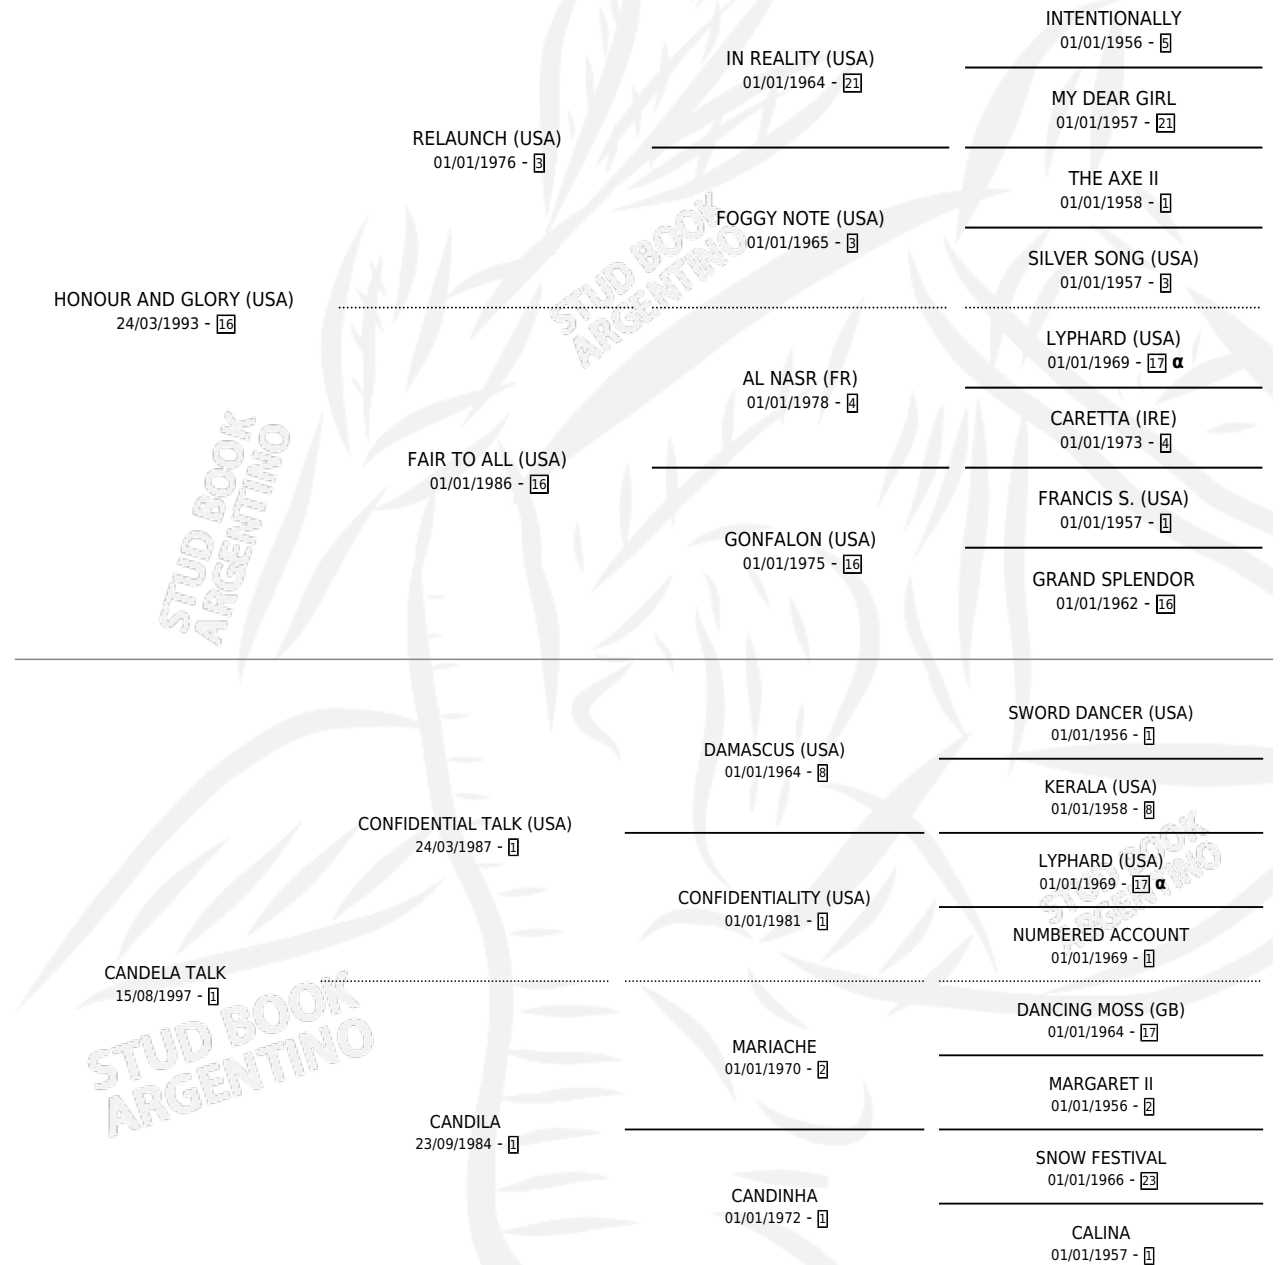 INTENTIONALLY
01/01/1956 - 5
IN REALITY (USA)
01/01/1964 - 21
MY DEAR GIRL
01/01/1957 - 21
RELAUNCH (USA)
01/01/1976 - 3
THE AXE II
01/01/1958 - 1
FOGGY NOTE (USA)
01/01/1965 - 3
SILVER SONG (USA)
01/01/1957 - 3
HONOUR AND GLORY (USA)
24/03/1993 - 16
LYPHARD (USA)
01/01/1969 - 17 α
AL NASR (FR)
01/01/1978 - 4
CARETTA (IRE)
01/01/1973 - 4
FAIR TO ALL (USA)
01/01/1986 - 16
FRANCIS S. (USA)
01/01/1957 - 1
GONFALON (USA)
01/01/1975 - 16
GRAND SPLENDOR
01/01/1962 - 16
SWORD DANCER (USA)
01/01/1956 - 1
DAMASCUS (USA)
01/01/1964 - 8
KERALA (USA)
01/01/1958 - 8
CONFIDENTIAL TALK (USA)
24/03/1987 - 1
LYPHARD (USA)
01/01/1969 - 17 α
CONFIDENTIALITY (USA)
01/01/1981 - 1
NUMBERED ACCOUNT
01/01/1969 - 1
CANDELA TALK
15/08/1997 - 1
DANCING MOSS (GB)
01/01/1964 - 17
MARIACHE
01/01/1970 - 2
MARGARET II
01/01/1956 - 2
CANDILA
23/09/1984 - 1
SNOW FESTIVAL
01/01/1966 - 23
CANDINHA
01/01/1972 - 1
CALINA
01/01/1957 - 1
STUD BOOK
ARGENTINO
STUD BOOK
ARGENTINO
STUD BOOK
ARGENTINO
STUD BOOK
ARGENTINO